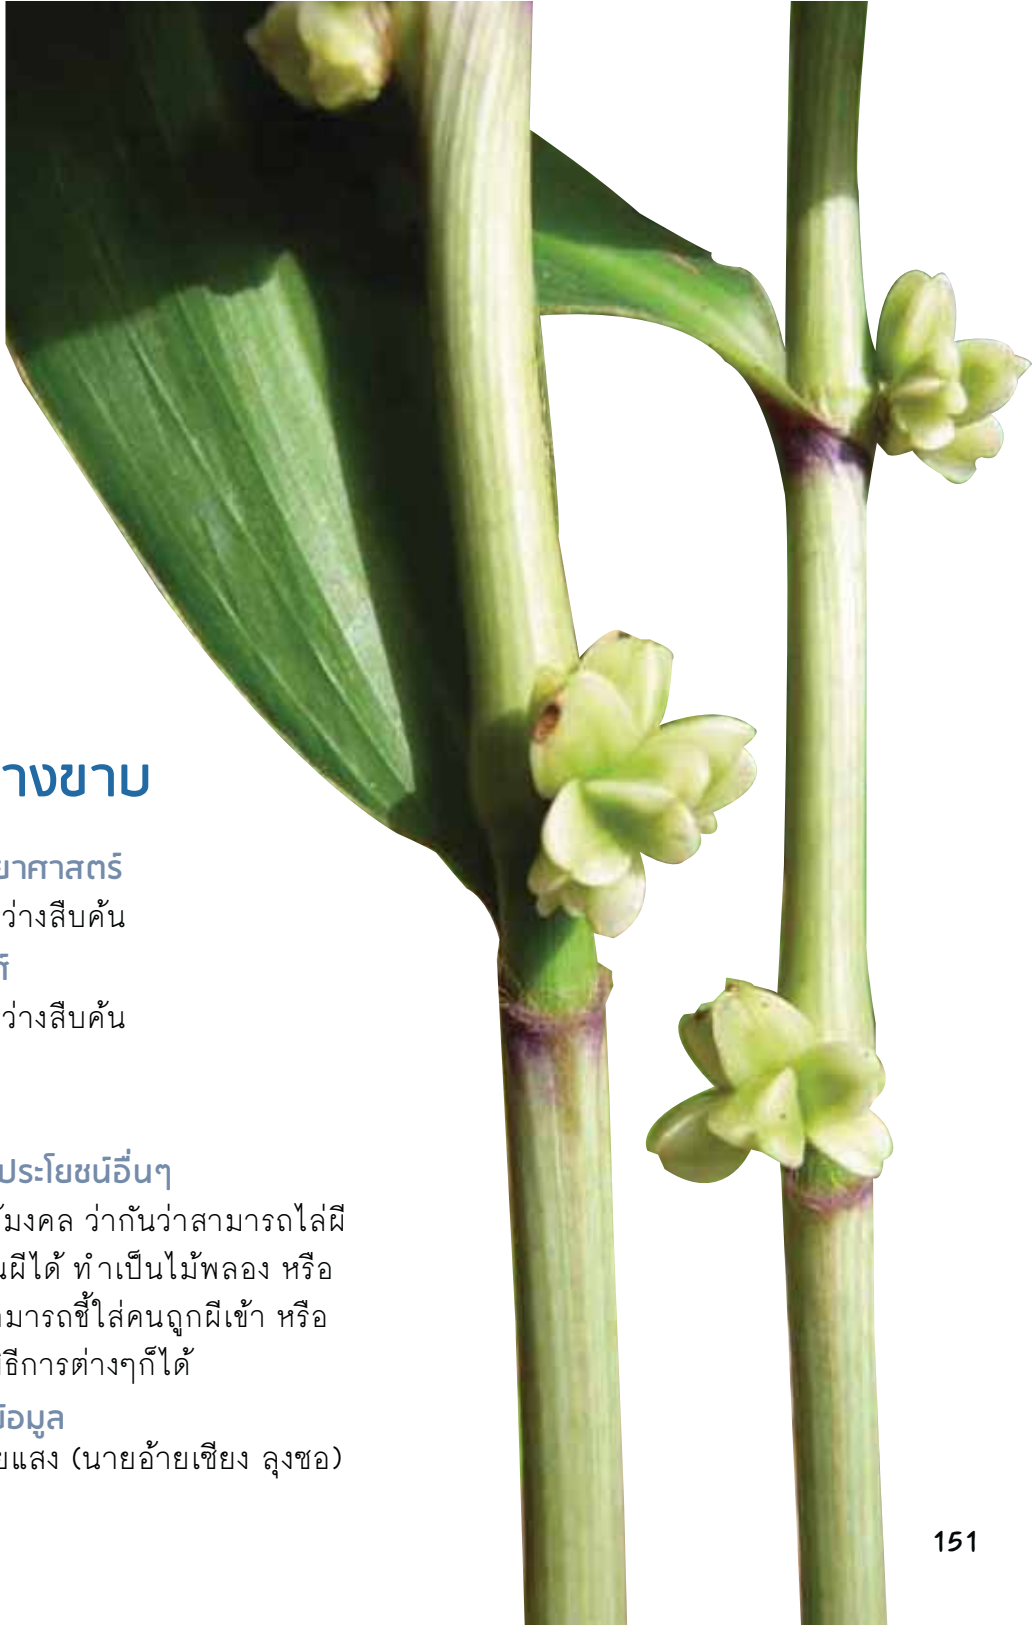 างขาบ
ยาศาสตร์
ว่างสืบค้น
ศ์
ว่างสืบค้น
ประโยชน์อื่นๆ
้มงคล ว่ากันว่าสามารถไล่ผี
นผีได้ ทำเป็นไม้พลอง หรือ
ามารถชี้ใส่คนถูกผีเข้า หรือ
ิธีการต่างๆก็ได้
้อมูล
ยแสง (นายอ้ายเซียง ลุงซอ)
151